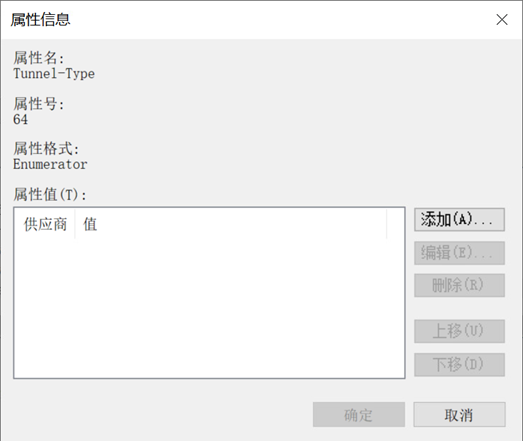 属性信息
属性名:
Tunnel-Type
属性号:
64
属性格式:
Enumerator
属性值(T):
供应商 值
添加(A)...
编辑(E)...
删除(R)
上移(U)
下移(D)
确定 取消